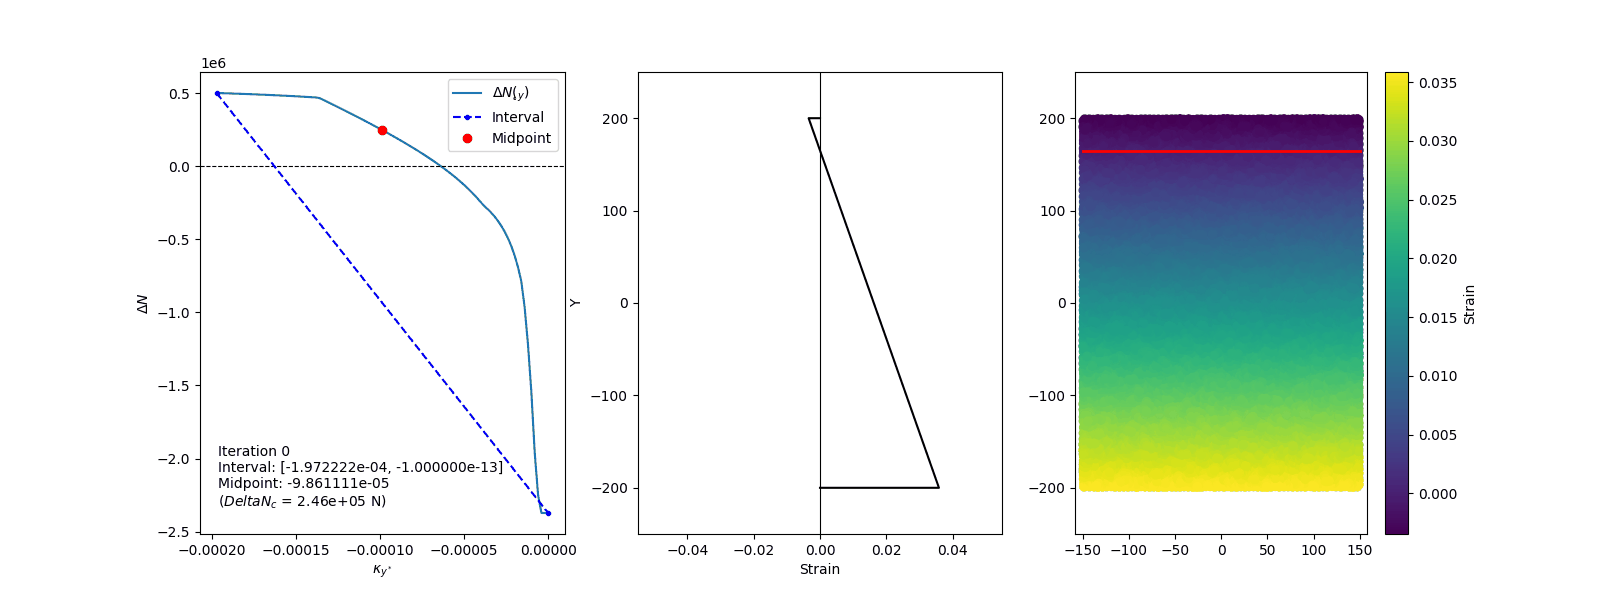 1e6
0.5
0.0
−0.5
−1.0
−1.5
−2.0
−2.5
ΔN
ΔN(,y)
Interval
Midpoint
Iteration 0
Interval: [-1.972222e-04, -1.000000e-13]
Midpoint: -9.861111e-05
(DeltaN_c = 2.46e+05 N)
−0.00020 −0.00015 −0.00010 −0.00005 0.00000
κ_y*
Y
200
100
0
−100
−200
−0.04 −0.02 0.00 0.02 0.04
Strain
200
100
0
−100
−200
−150 −100 −50 0 50 100 150
0.035
0.030
0.025
0.020
0.015
0.010
0.005
0.000
Strain